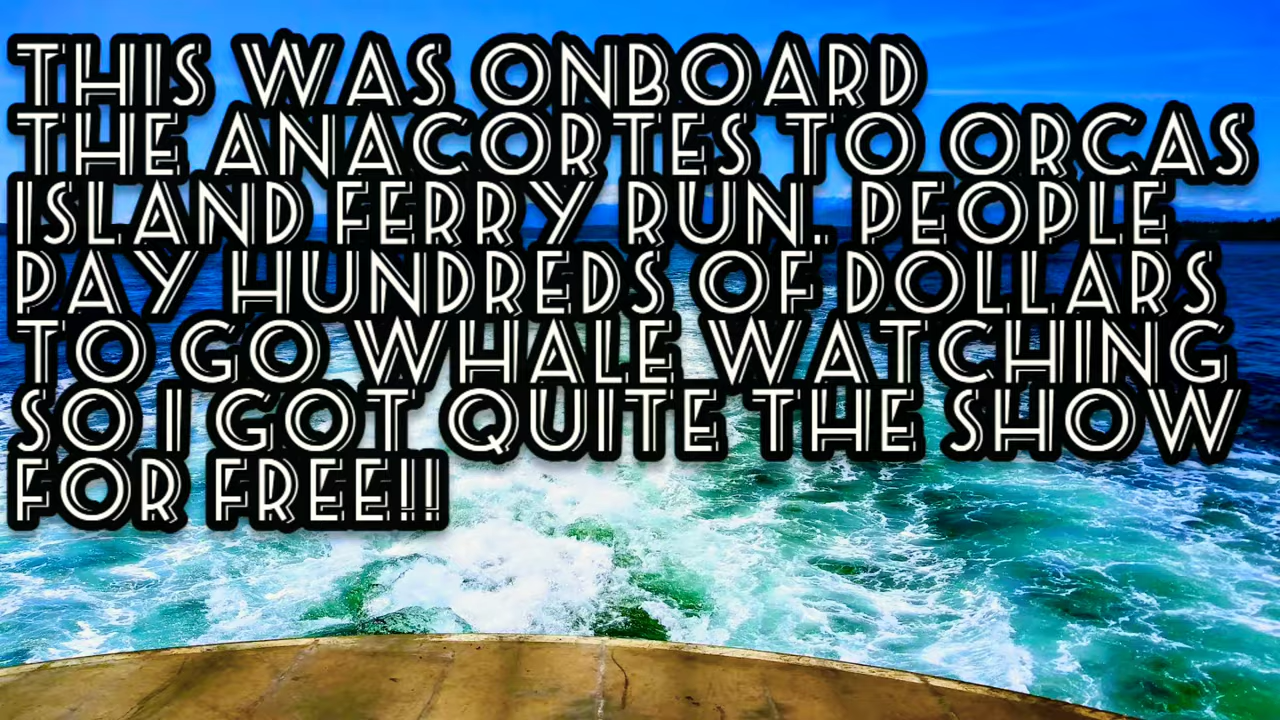 THIS WAS ONBOARD
THE ANACORTES TO ORCAS
ISLAND FERRY RUN. PEOPLE
PAY HUNDREDS OF DOLLARS
TO GO WHALE WATCHING
SO I GOT QUITE THE SHOW
FOR FREE!!